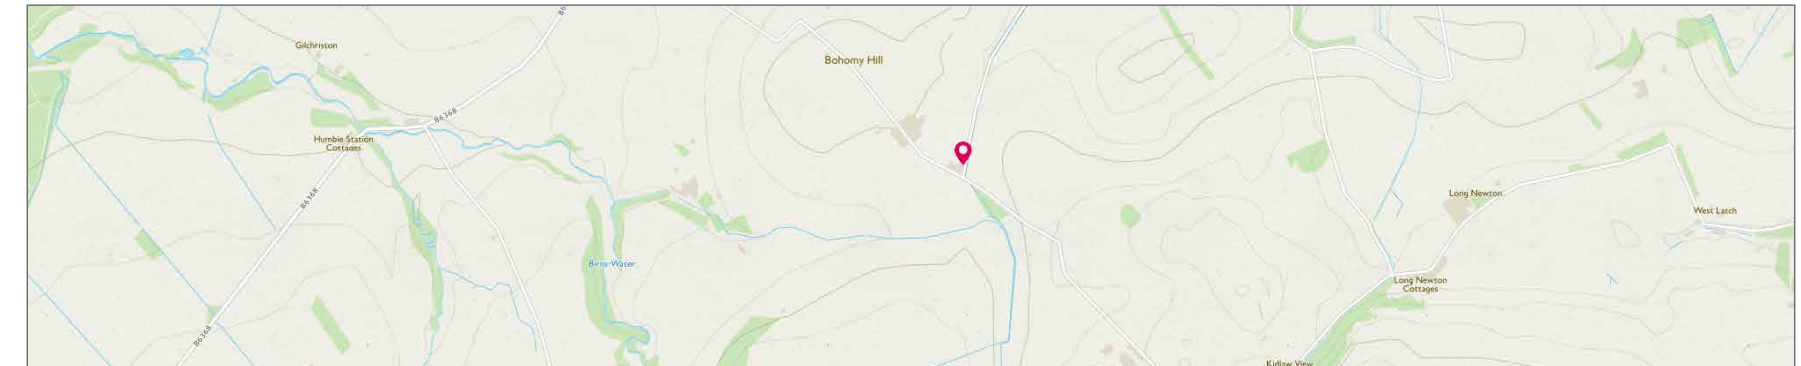 B6
Gilchriston
Bohomy Hill
B6368
Humbie Station
Cottages
B6368
Long Newton
West Latch
Birns Water
Long Newton
Cottages
B6368
Kidlaw View